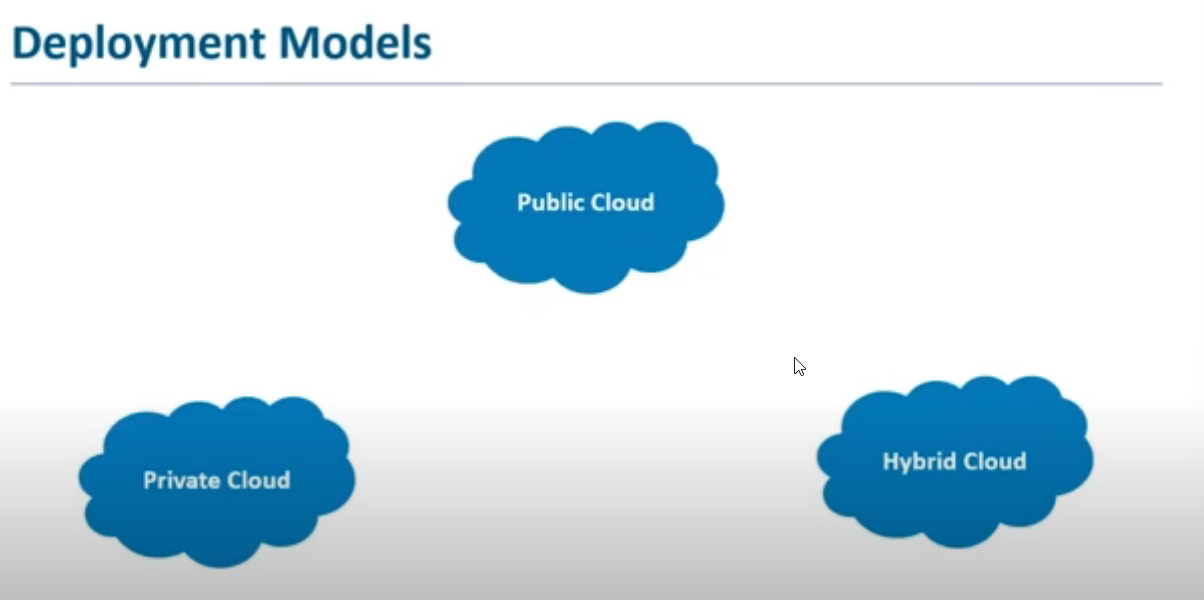 Deployment Models
Public Cloud
Private Cloud
Hybrid Cloud